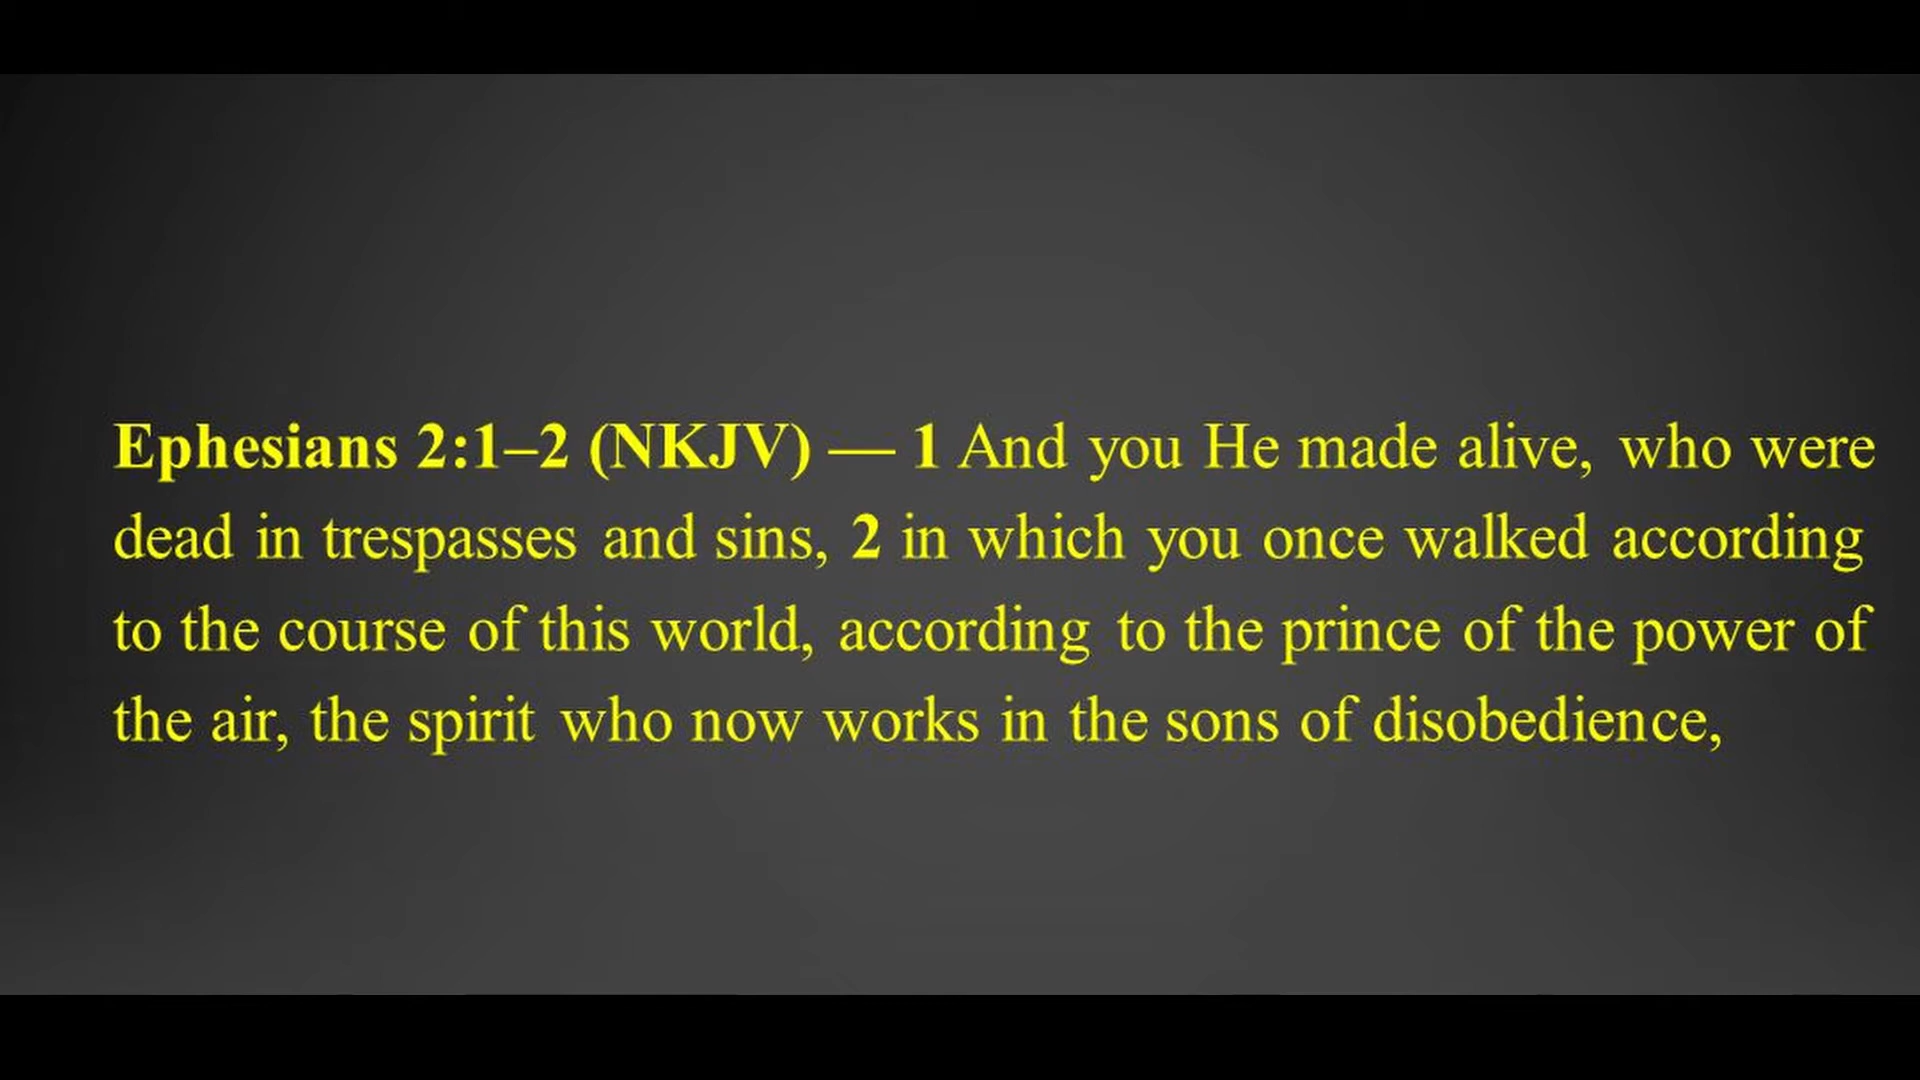 Ephesians 2:1–2 (NKJV) — 1 And you He made alive, who were
dead in trespasses and sins, 2 in which you once walked according
to the course of this world, according to the prince of the power of
the air, the spirit who now works in the sons of disobedience,